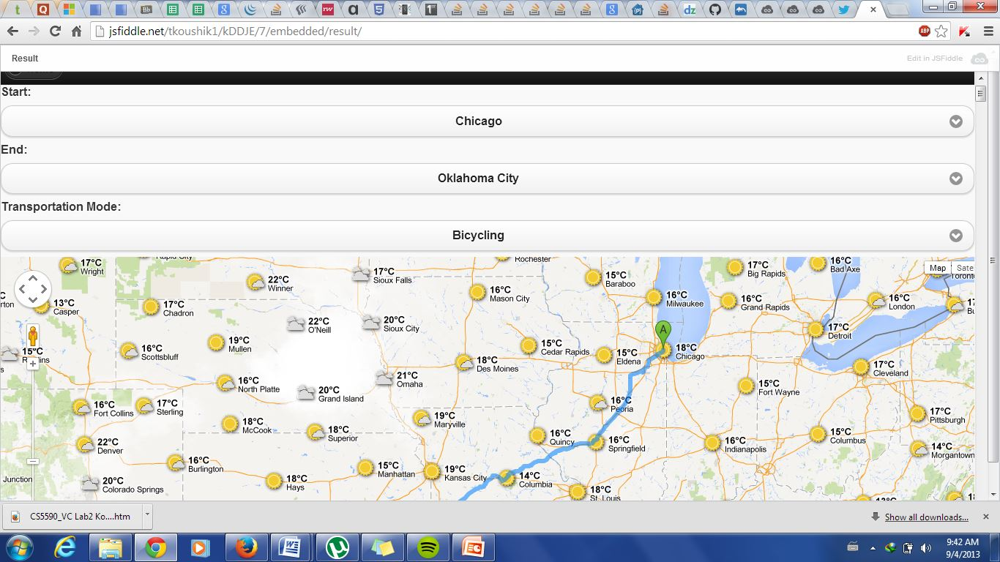 jsfiddle.net/tkoushik1/kDDJE/7/embedded/result/
ABP
Result
Edit in JSFiddle
Start:
Chicago
End:
Oklahoma City
Transportation Mode:
Bicycling
Map
17°C
Wright
22°C
Winner
17°C
Sioux Falls
Rochester
15°C
Baraboo
17°C
Big Rapids
16°C
Bad Axe
13°C
Casper
17°C
Chadron
16°C
Mason City
16°C
Milwaukee
16°C
Grand Rapids
16°C
London
22°C
O'Neill
20°C
Sioux City
A
17°C
Detroit
15°C
16°C
Scottsbluff
19°C
Mullen
15°C
Cedar Rapids
15°C
Eldena
18°C
Chicago
18°C
Des Moines
17°C
Cleveland
16°C
North Platte
20°C
Grand Island
21°C
Omaha
15°C
Fort Wayne
16°C
Fort Collins
17°C
Sterling
16°C
Peoria
17°C
Pittsburgh
18°C
McCook
18°C
Superior
19°C
Maryville
16°C
Quincy
16°C
Springfield
16°C
Indianapolis
15°C
Columbus
14°C
Morgantown
22°C
Denver
16°C
Burlington
15°C
Manhattan
19°C
Kansas City
14°C
Columbia
Junction
20°C
Colorado Springs
18°C
Hays
18°C
St. Louis
CS5590_VC Lab2 Ko....htm
Show all downloads...
9:42 AM
9/4/2013